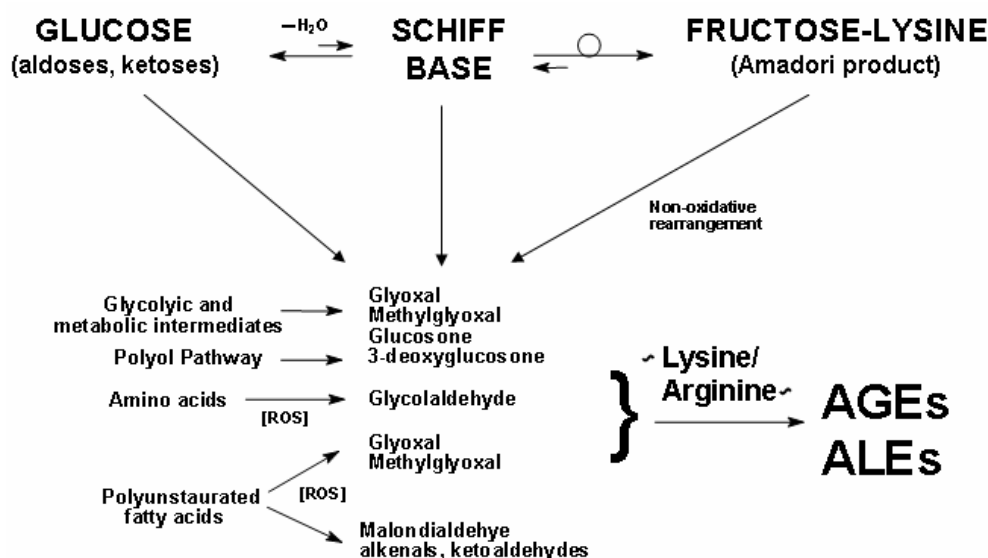 GLUCOSE
(aldoses, ketoses)
—H₂O
SCHIFF
BASE
FRUCTOSE-LYSINE
(Amadori product)
Non-oxidative
rearrangement
Glycolyic and
metabolic intermediates
Glyoxal
Methylglyoxal
Glucosone
3-deoxyglucosone
Polyol Pathway
Amino acids
[ROS]
Glycolaldehyde
Glyoxal
Methylglyoxal
Polyunstaurated
fatty acids
[ROS]
Malondialdehye
alkenals, ketoaldehydes
} 
~ Lysine/
Arginine~
AGEs
ALEs